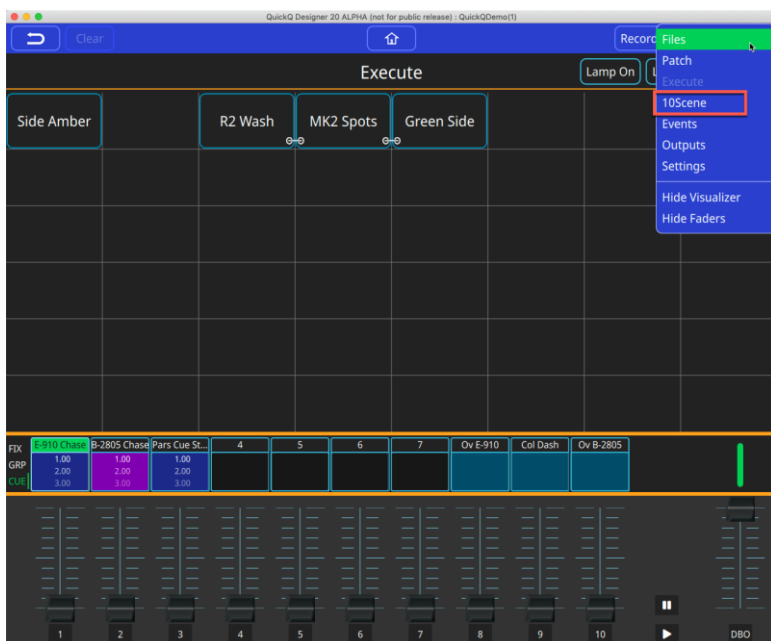 QuickQ Designer 20 ALPHA (not for public release) : QuickQDemo(1)
Clear
Record
Files
Patch
Execute
10Scene
Events
Outputs
Settings
Hide Visualizer
Hide Faders
Execute
Lamp On
Side Amber
R2 Wash
MK2 Spots
Green Side
FIX
GRP
CUE
E-910 Chase
B-2805 Chase
Pars Cue St...
4
5
6
7
Ov E-910
Col Dash
Ov B-2805
1.00
2.00
3.00
1.00
2.00
3.00
1.00
2.00
3.00
1
2
3
4
5
6
7
8
9
10
DBO